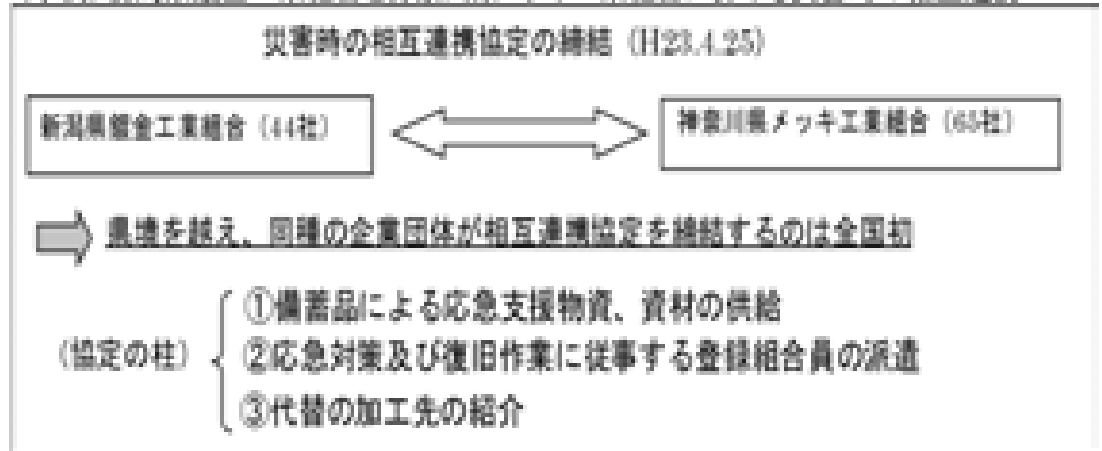 災害時の相互連携協定の締結（H23.4.25）
新潟県鍍金工業組合（44社）
神奈川県メッキ工業組合（65社）
県境を越え、同種の企業団体が相互連携協定を締結するのは全国初
（協定の柱）
①備蓄品による応急支援物資、資材の供給
②応急対策及び復旧作業に従事する登録組合員の派遣
③代替の加工先の紹介